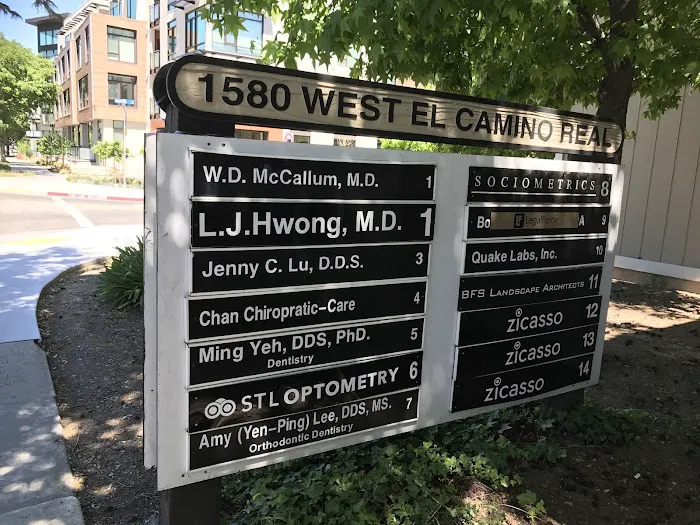 1580 WEST EL CAMINO REAL
W.D. McCallum, M.D. 1
L.J.Hwong, M.D. 1
Jenny C. Lu, D.D.S. 3
Chan Chiropratic-Care 4
Ming Yeh, DDS, PhD. 5
Dentistry
STL OPTOMETRY 6
Amy (Yen-Ping) Lee, DDS, MS. 7
Orthodontic Dentistry
SOCIOMETRICS 8
Bo LegalForce A 9
Quake Labs, Inc. 10
BFS LANDSCAPE ARCHITECTS 11
zicasso 12
zicasso 13
zicasso 14